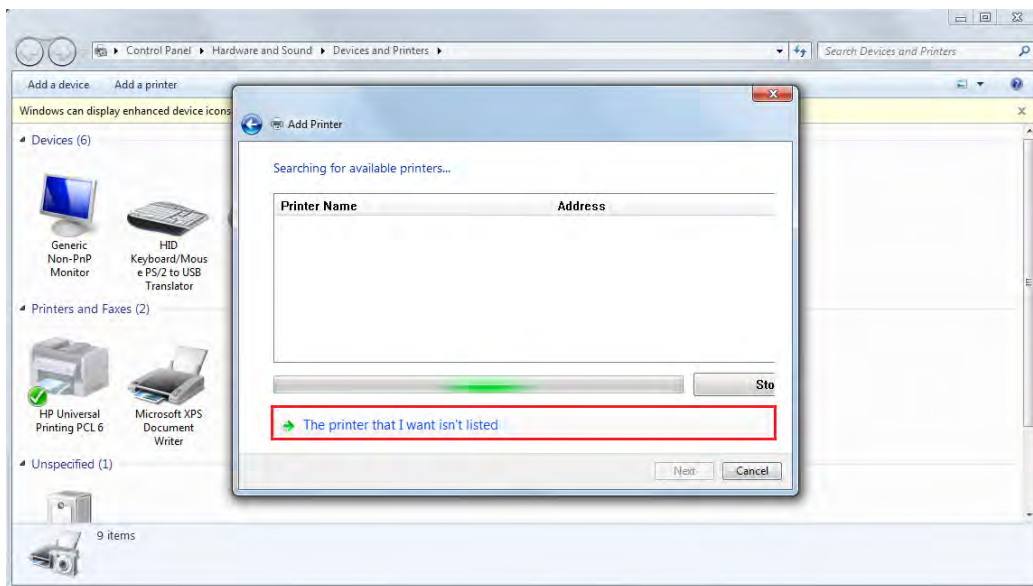 Control Panel ▸ Hardware and Sound ▸ Devices and Printers ▸
Search Devices and Printers
Add a device Add a printer
Windows can display enhanced device icons
Devices (6)
Generic
Non-PnP
Monitor
HID
Keyboard/Mous
e PS/2 to USB
Translator
Printers and Faxes (2)
HP Universal
Printing PCL 6
Microsoft XPS
Document
Writer
Unspecified (1)
9 items
Add Printer
Searching for available printers...
Printer Name Address
Sto
The printer that I want isn't listed
Next Cancel